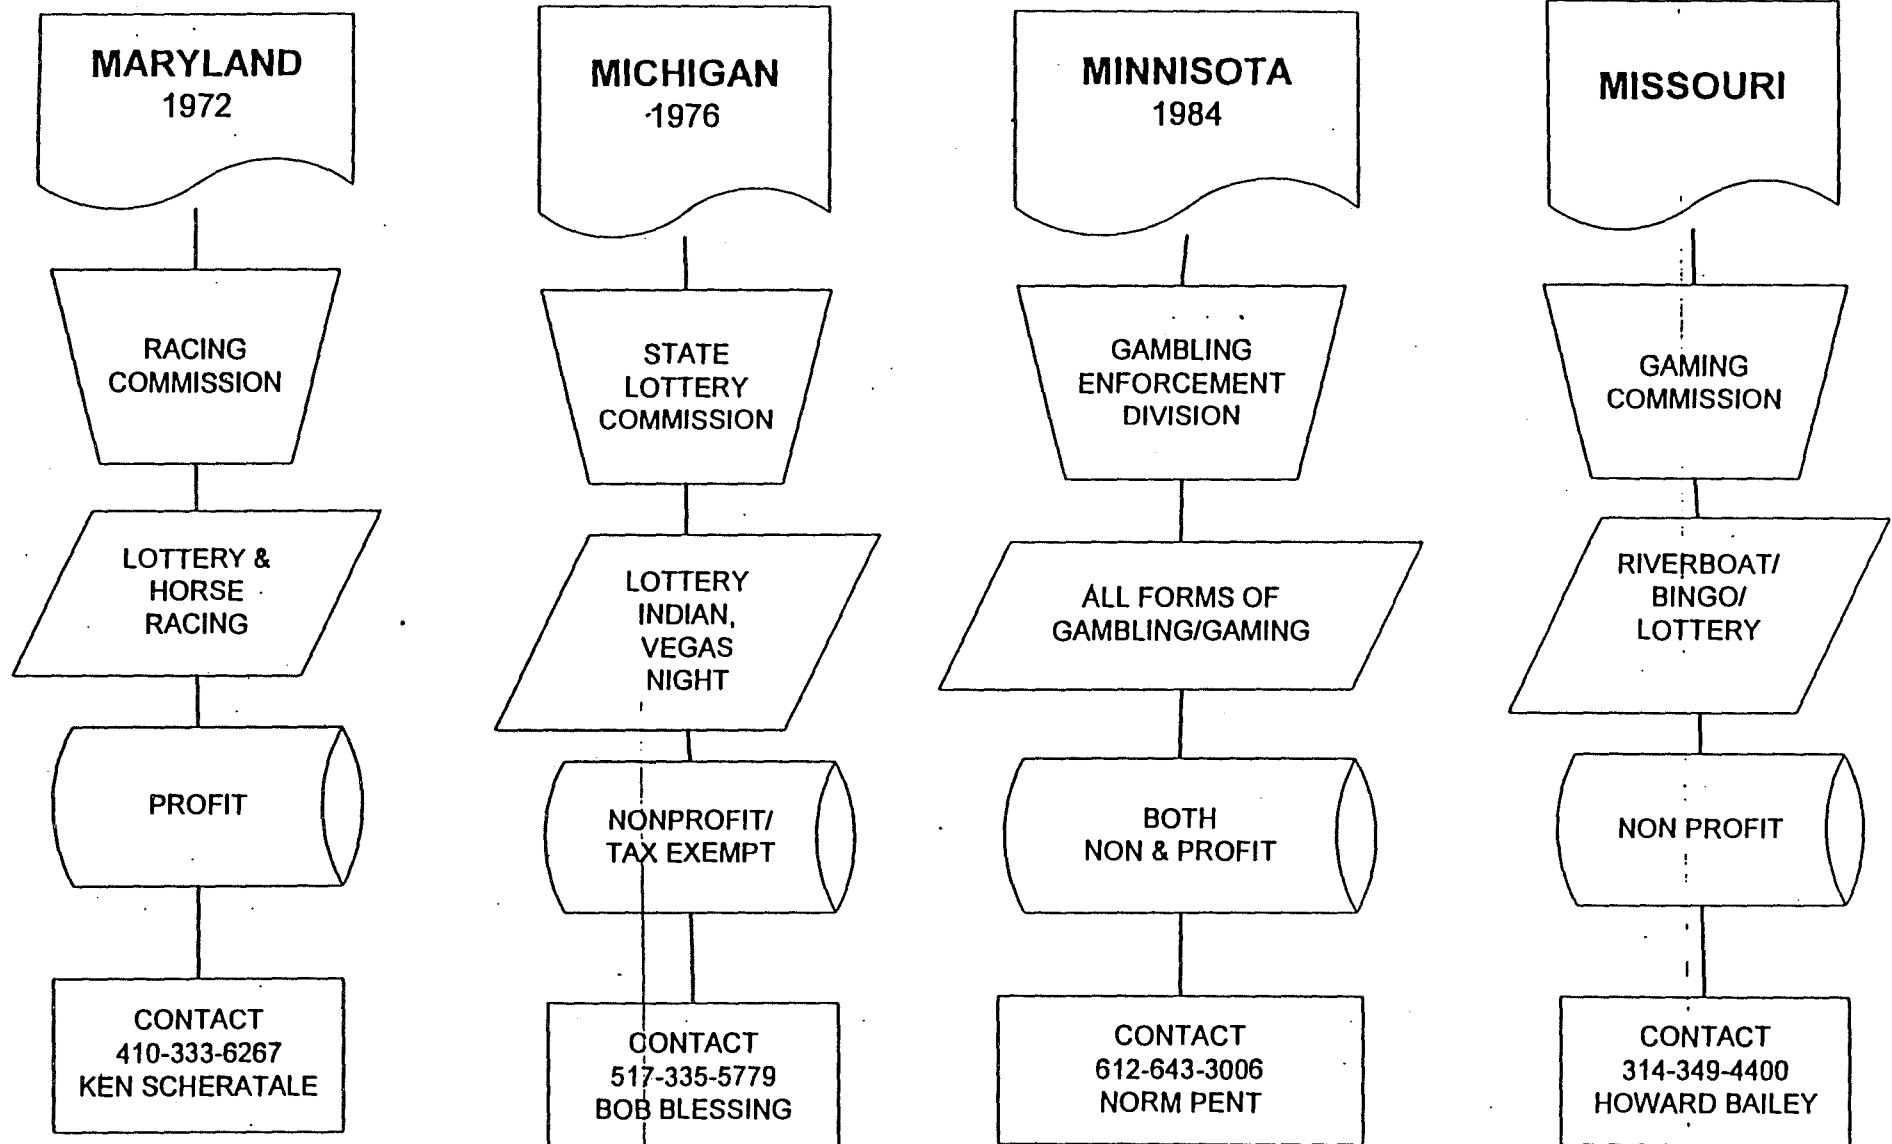 MARYLAND
1972
RACING
COMMISSION
LOTTERY &
HORSE
RACING
PROFIT
CONTACT
410-333-6267
KEN SCHERATALE
MICHIGAN
1976
STATE
LOTTERY
COMMISSION
LOTTERY
INDIAN,
VEGAS
NIGHT
NONPROFIT/
TAX EXEMPT
CONTACT
517-335-5779
BOB BLESSING
MINNISOTA
1984
GAMBLING
ENFORCEMENT
DIVISION
ALL FORMS OF
GAMBLING/GAMING
BOTH
NON & PROFIT
CONTACT
612-643-3006
NORM PENT
MISSOURI
GAMING
COMMISSION
RIVERBOAT/
BINGO/
LOTTERY
NON PROFIT
CONTACT
314-349-4400
HOWARD BAILEY